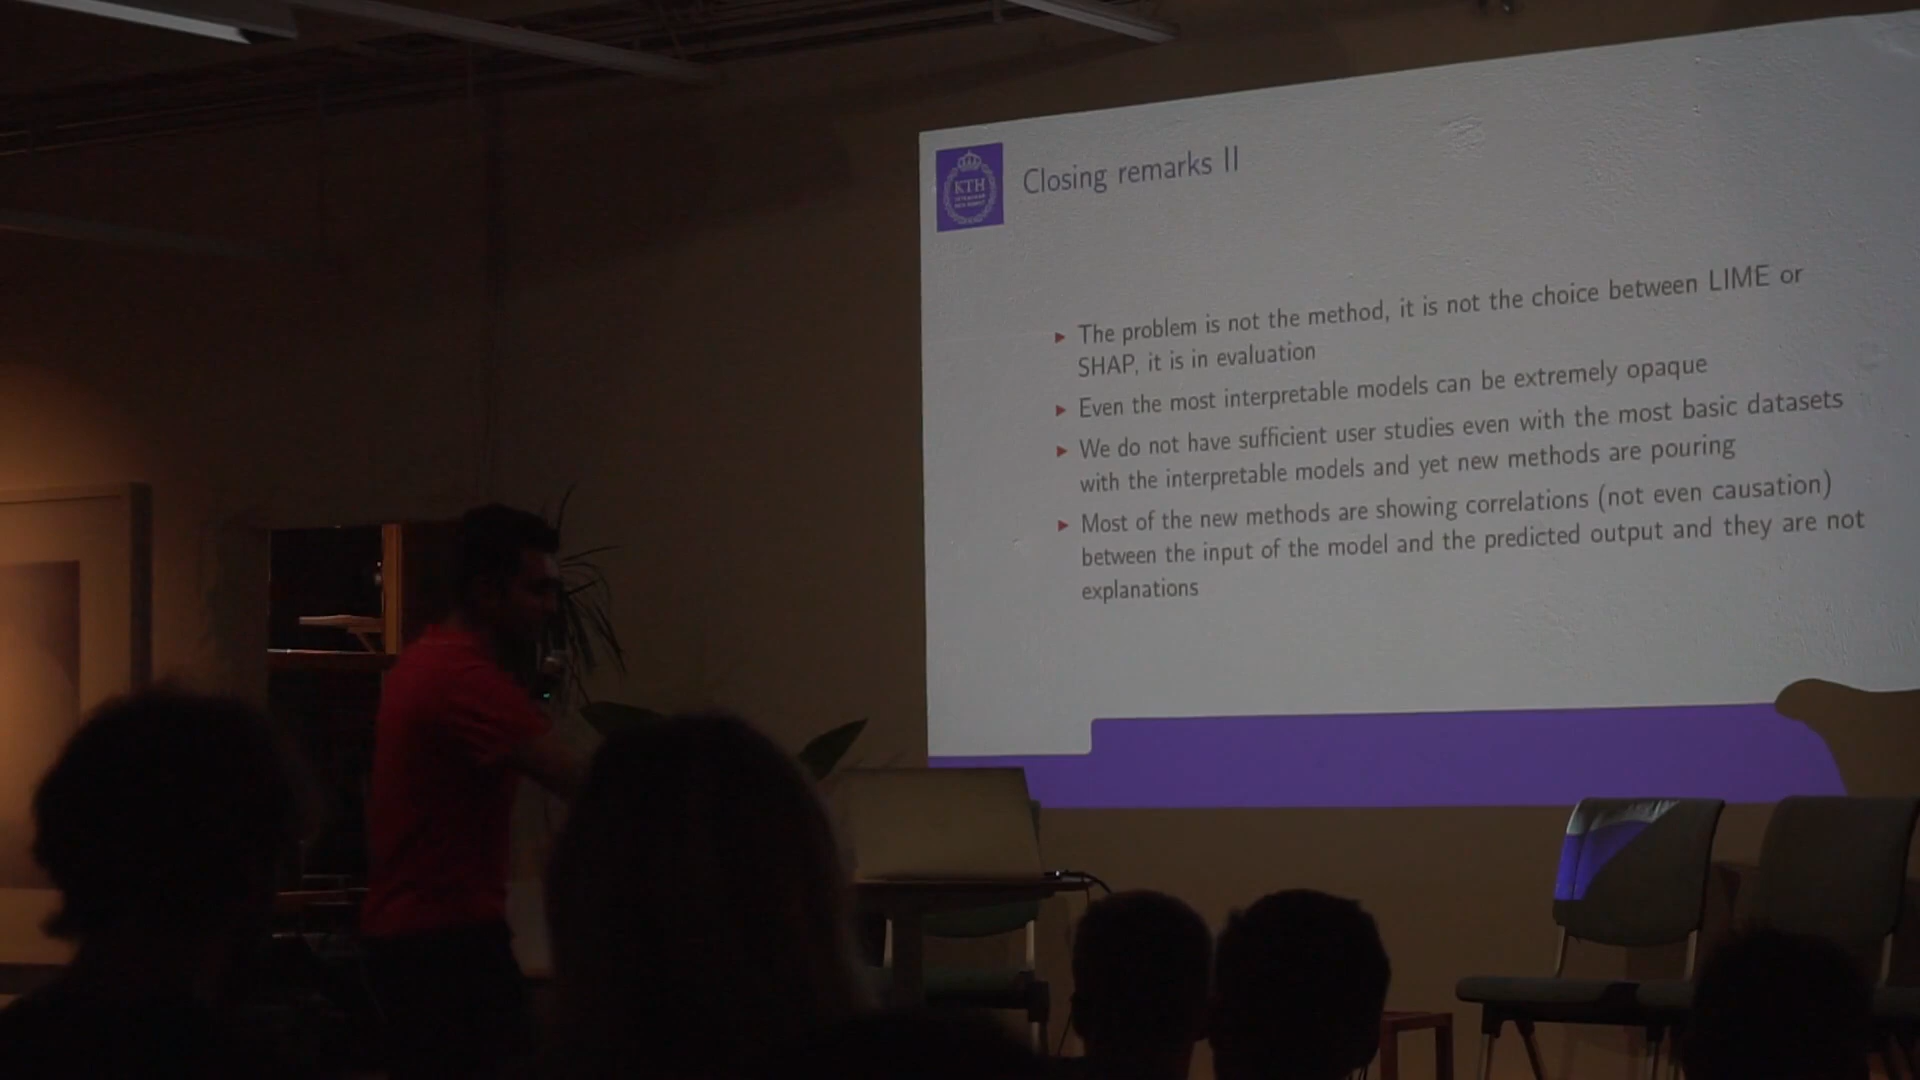 KTH
Closing remarks II
The problem is not the method, it is not the choice between LIME or
SHAP, it is in evaluation
Even the most interpretable models can be extremely opaque
We do not have sufficient user studies even with the most basic datasets
with the interpretable models and yet new methods are pouring
Most of the new methods are showing correlations (not even causation)
between the input of the model and the predicted output and they are not
explanations